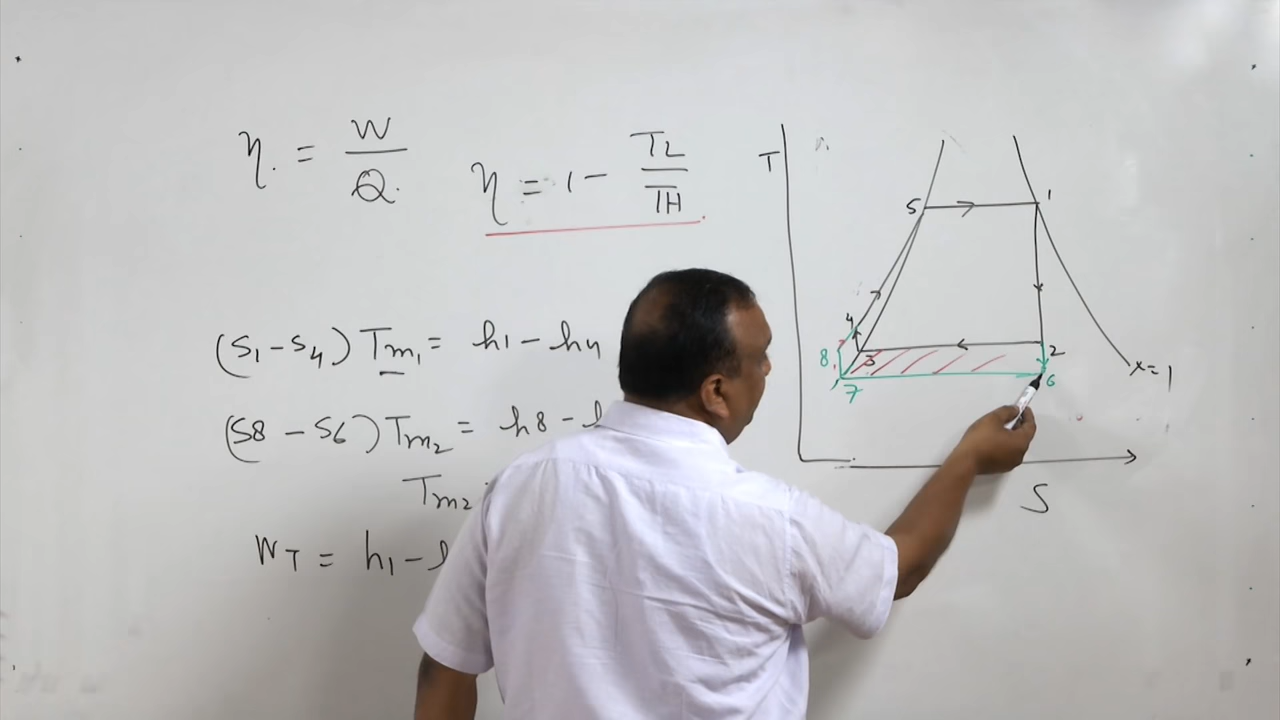 η = W/Q
η = 1 - TL/TH
(S1-S4) Tm1 = h1-h4
(S8-S6) Tm2 = h8-
Tm2
WT = h1-
T
5
1
4
3
2
8
7
6
x=1
S